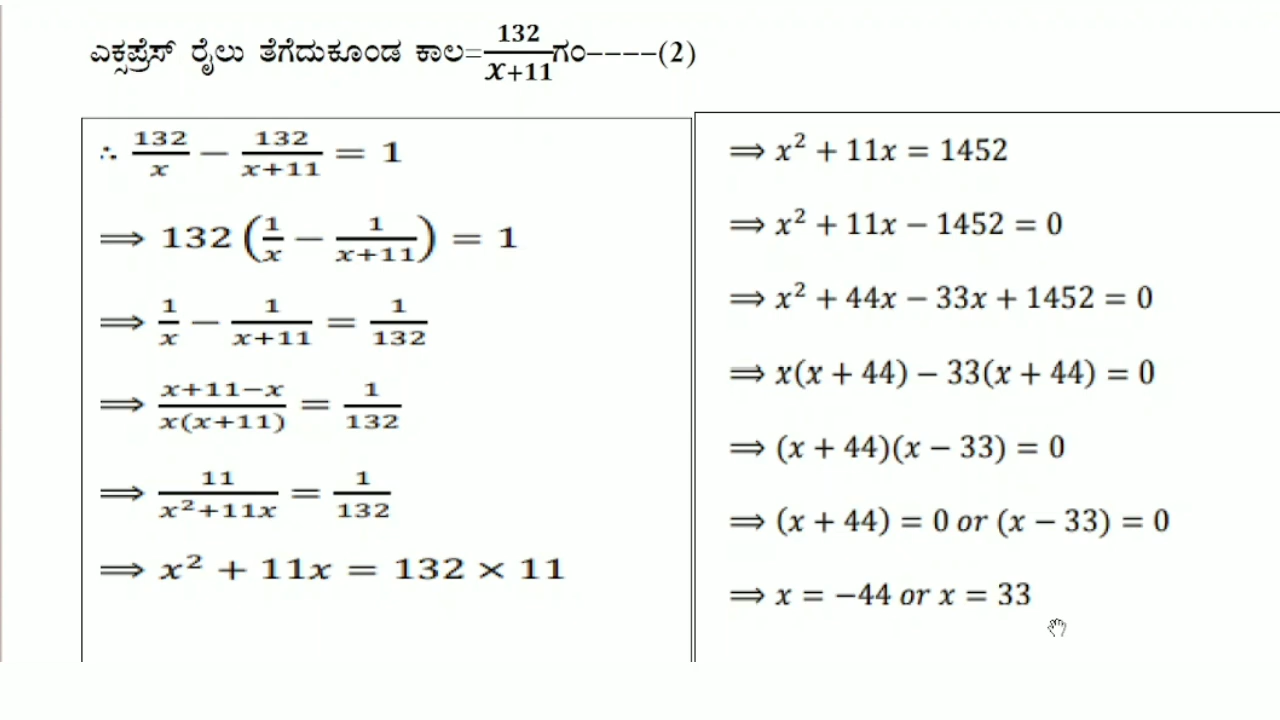 ಎಕ್ಸಪ್ರೆಸ್ ರೈಲು ತೆಗೆದುಕೂಂಡ ಕಾಲ=132/x+11ಗಂ----(2)
∴ 132/x − 132/x+11 = 1
⟹ 132 (1/x − 1/x+11) = 1
⟹ 1/x − 1/x+11 = 1/132
⟹ x+11−x/x(x+11) = 1/132
⟹ 11/x²+11x = 1/132
⟹ x² + 11x = 132 × 11
⟹ x² + 11x = 1452
⟹ x² + 11x − 1452 = 0
⟹ x² + 44x − 33x + 1452 = 0
⟹ x(x + 44) − 33(x + 44) = 0
⟹ (x + 44)(x − 33) = 0
⟹ (x + 44) = 0 or (x − 33) = 0
⟹ x = −44 or x = 33